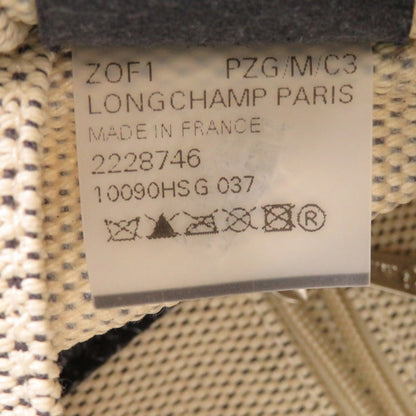 ZOF1 PZG/M/C3
LONGCHAMP PARIS
MADE IN FRANCE
2228746
10090HSG 037
®